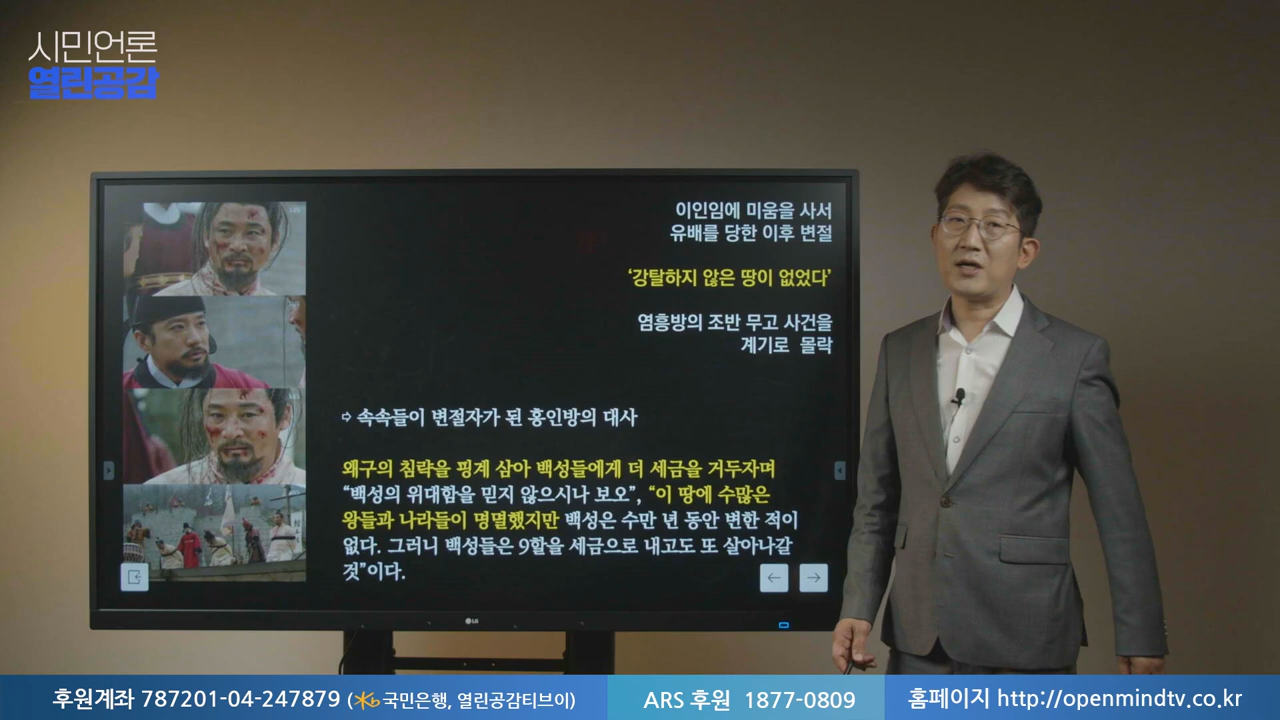 시민언론
열린공감
이인임에 미움을 사서
유배를 당한 이후 변절
‘강탈하지 않은 땅이 없었다’
염흥방의 조반 무고 사건을
계기로 몰락
⇨ 속속들이 변절자가 된 홍인방의 대사
왜구의 침략을 핑계 삼아 백성들에게 더 세금을 거두자며
“백성의 위대함을 믿지 않으시나 보오”, “이 땅에 수많은
왕들과 나라들이 명멸했지만 백성은 수만 년 동안 변한 적이
없다. 그러니 백성들은 9할을 세금으로 내고도 또 살아나갈
것”이다.
LG
후원계좌 787201-04-247879 (국민은행, 열린공감티브이)
ARS 후원 1877-0809
홈페이지 http://openmindtv.co.kr